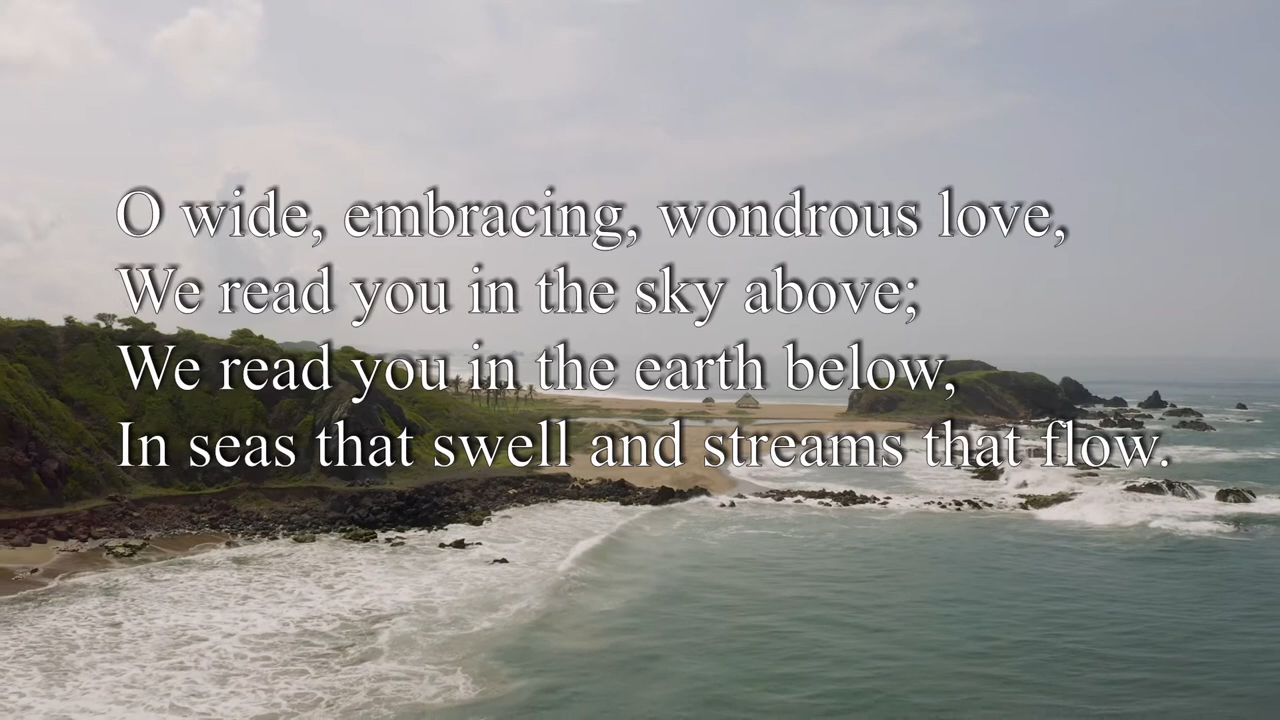 O wide, embracing, wondrous love,
We read you in the sky above;
We read you in the earth below,
In seas that swell and streams that flow.